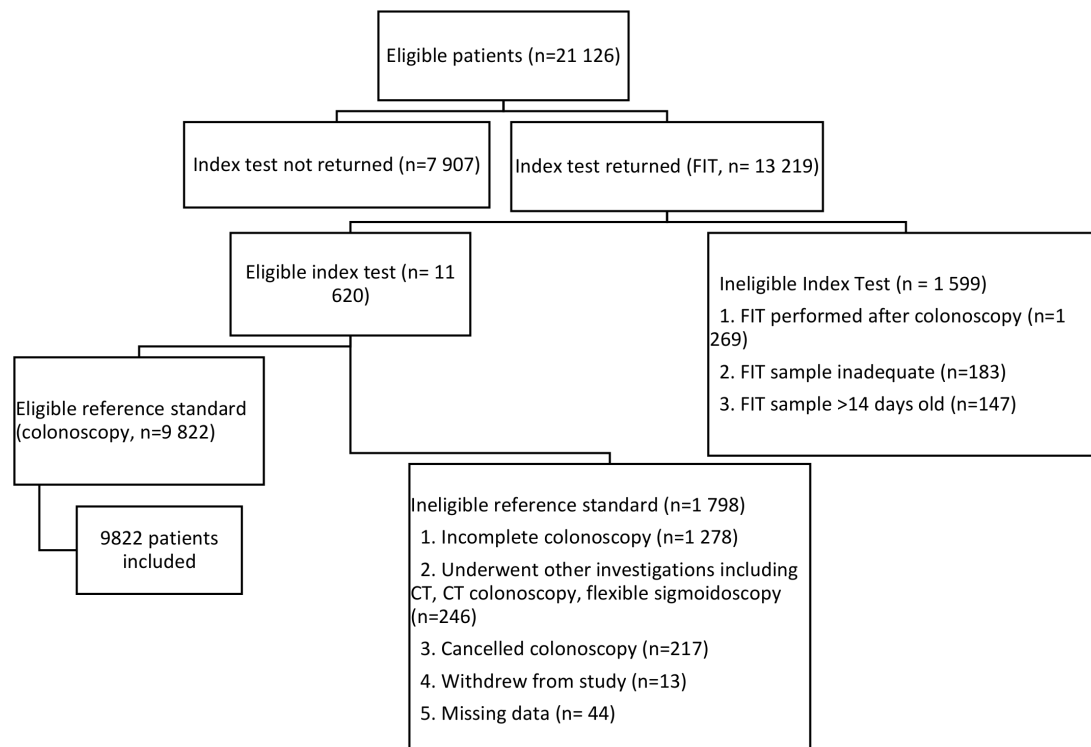 Eligible patients (n=21 126)
Index test not returned (n=7 907)
Index test returned (FIT, n= 13 219)
Eligible index test (n= 11
620)
Ineligible Index Test (n = 1 599)
1. FIT performed after colonoscopy (n=1
269)
2. FIT sample inadequate (n=183)
3. FIT sample >14 days old (n=147)
Eligible reference standard
(colonoscopy, n=9 822)
9822 patients
included
Ineligible reference standard (n=1 798)
1. Incomplete colonoscopy (n=1 278)
2. Underwent other investigations including
CT, CT colonoscopy, flexible sigmoidoscopy
(n=246)
3. Cancelled colonoscopy (n=217)
4. Withdrew from study (n=13)
5. Missing data (n= 44)